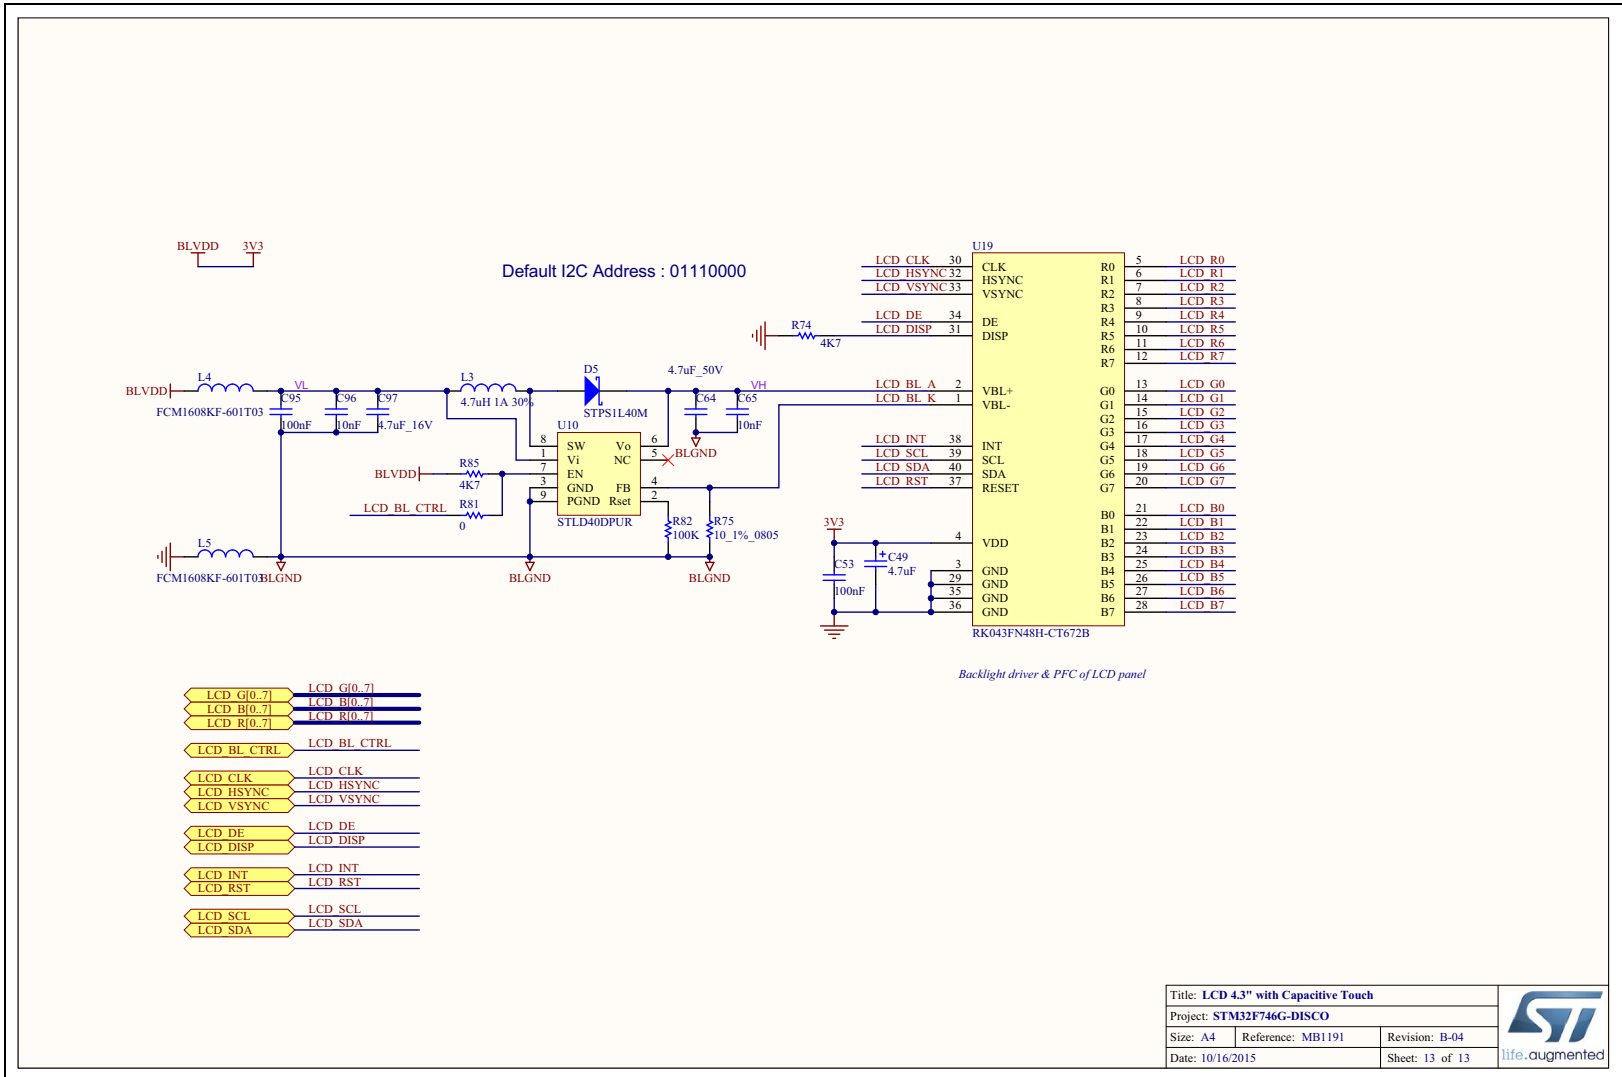 BLVDD 3V3
Default I2C Address : 01110000
BLVDD
L4
FCM1608KF-601T03
VL
C95
100nF
C96
10nF
C97
4.7uF_16V
L3
4.7uH 1A 30%
D5
STPS1L40M
4.7uF_50V
C64
VH
C65
10nF
BLGND
U10
8 SW Vo 6
1 Vi NC 5
7 EN
3 GND FB 4
9 PGND Rset 2
STLD40DPUR
BLVDD
R85
4K7
LCD_BL_CTRL
R81
0
R82
100K
R75
10_1%_0805
L5
FCM1608KF-601T03
BLGND
BLGND
BLGND
R74
4K7
U19
LCD_CLK 30 CLK R0 5 LCD_R0
LCD_HSYNC 32 HSYNC R1 6 LCD_R1
LCD_VSYNC 33 VSYNC R2 7 LCD_R2
R3 8 LCD_R3
LCD_DE 34 DE R4 9 LCD_R4
LCD_DISP 31 DISP R5 10 LCD_R5
R6 11 LCD_R6
R7 12 LCD_R7
LCD_BL_A 2 VBL+ G0 13 LCD_G0
LCD_BL_K 1 VBL- G1 14 LCD_G1
G2 15 LCD_G2
G3 16 LCD_G3
LCD_INT 38 INT G4 17 LCD_G4
LCD_SCL 39 SCL G5 18 LCD_G5
LCD_SDA 40 SDA G6 19 LCD_G6
LCD_RST 37 RESET G7 20 LCD_G7
B0 21 LCD_B0
B1 22 LCD_B1
4 VDD B2 23 LCD_B2
B3 24 LCD_B3
3 GND B4 25 LCD_B4
29 GND B5 26 LCD_B5
35 GND B6 27 LCD_B6
36 GND B7 28 LCD_B7
RK043FN48H-CT672B
3V3
C53
100nF
+
C49
4.7uF
Backlight driver & PFC of LCD panel
LCD_G[0..7] LCD_G[0..7]
LCD_B[0..7] LCD_B[0..7]
LCD_R[0..7] LCD_R[0..7]
LCD_BL_CTRL LCD_BL_CTRL
LCD_CLK LCD_CLK
LCD_HSYNC LCD_HSYNC
LCD_VSYNC LCD_VSYNC
LCD_DE LCD_DE
LCD_DISP LCD_DISP
LCD_INT LCD_INT
LCD_RST LCD_RST
LCD_SCL LCD_SCL
LCD_SDA LCD_SDA
Title: LCD 4.3" with Capacitive Touch
Project: STM32F746G-DISCO
Size: A4 Reference: MB1191 Revision: B-04
Date: 10/16/2015 Sheet: 13 of 13
ST
life.augmented